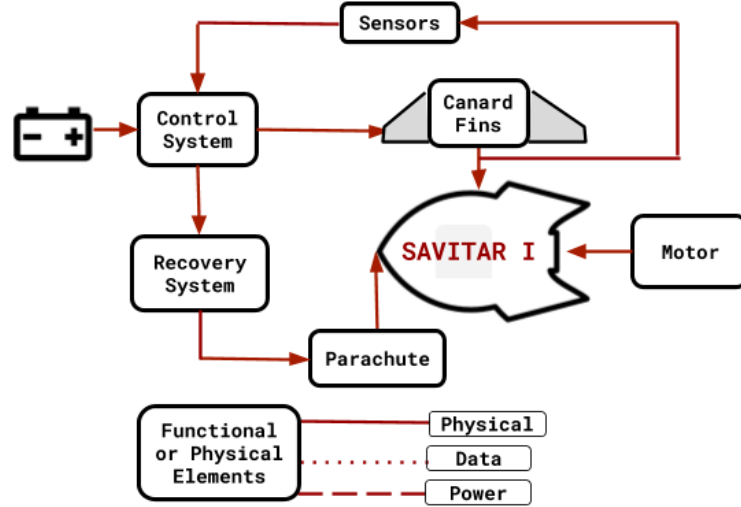 Sensors
Control
System
Canard
Fins
SAVITAR I
Motor
Recovery
System
Parachute
Functional
or Physical
Elements
Physical
Data
Power